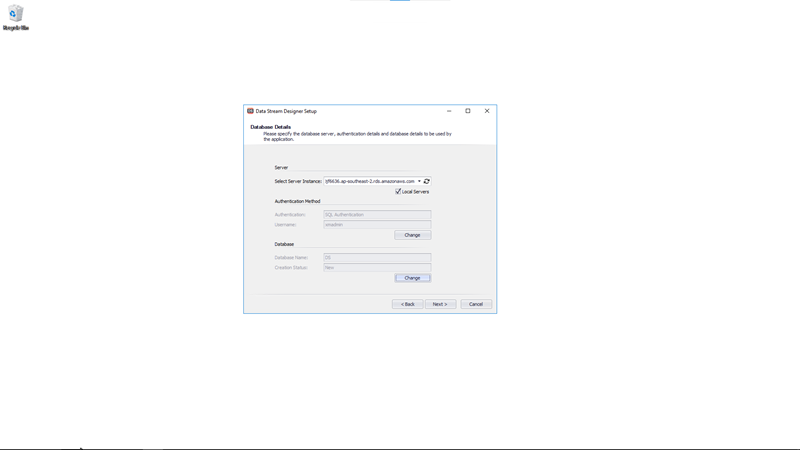 Recycle Bin
Data Stream Designer Setup
Database Details
Please specify the database server, authentication details and database details to be used by
the application.
Server
Select Server Instance: tjff6636.ap-southeast-2.rds.amazonaws.com
Local Servers
Authentication Method
Authentication: SQL Authentication
Username:
Change
Database
Database Name: DS
Creation Status: New
Change
< Back Next > Cancel